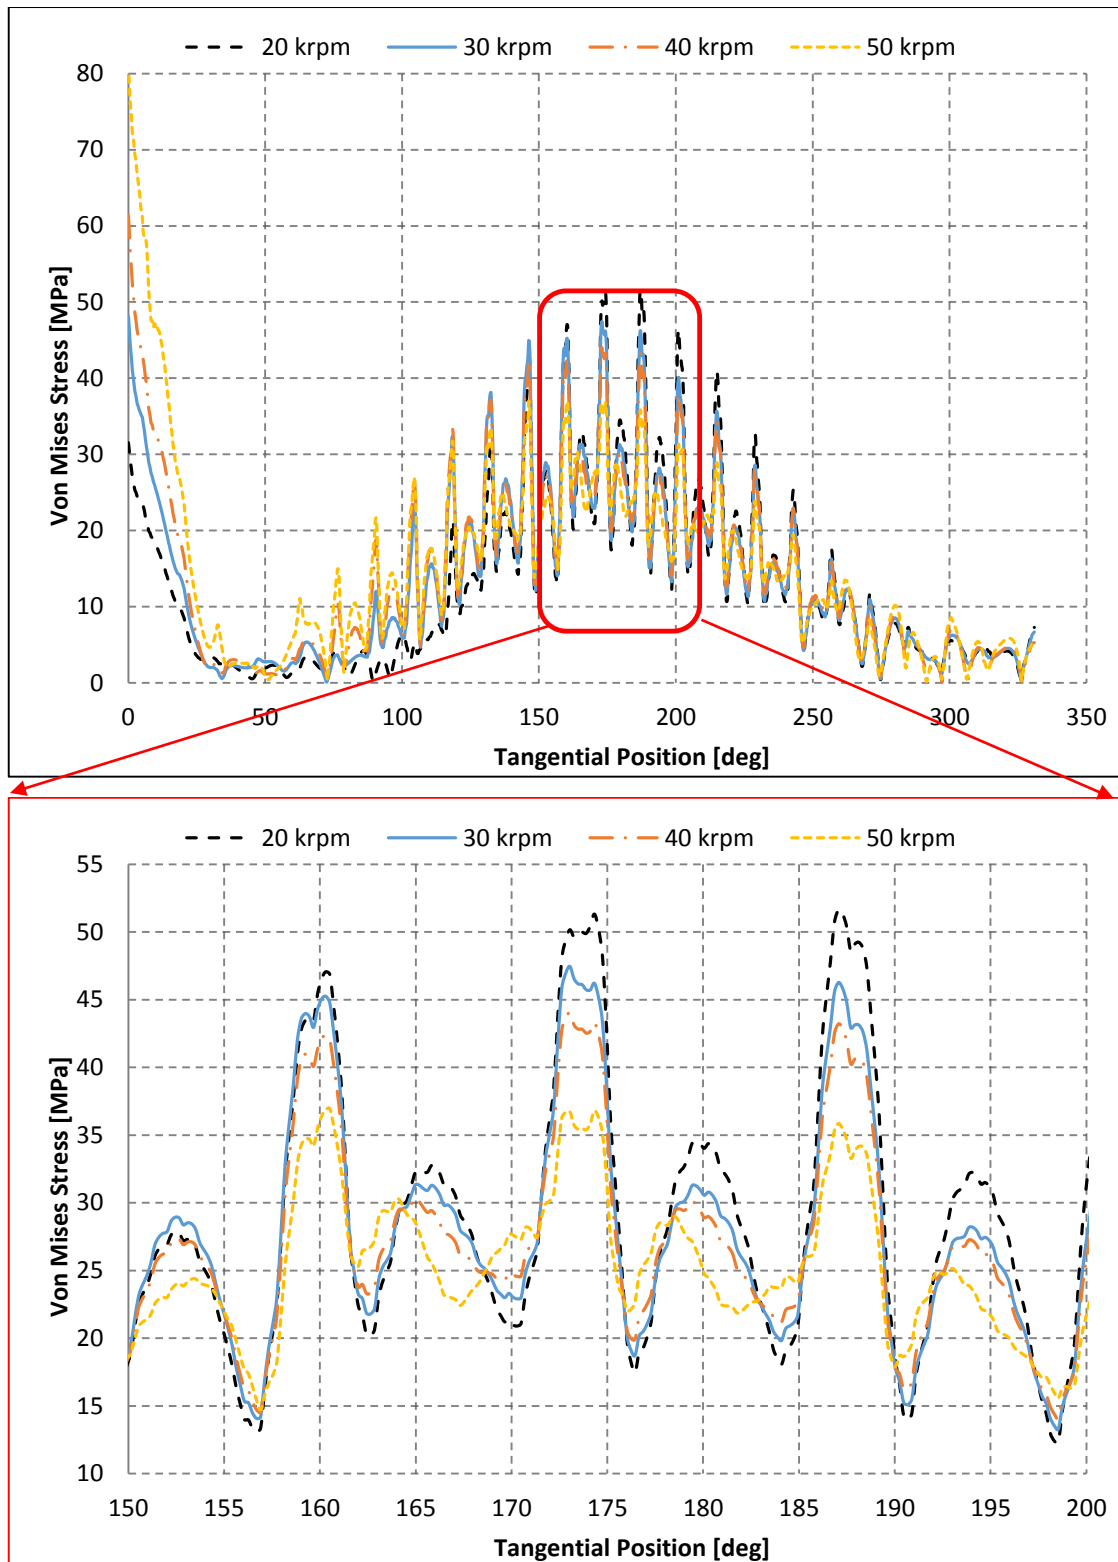 20 krpm 30 krpm 40 krpm 50 krpm
80
70
60
50
40
30
20
10
0
Von Mises Stress [MPa]
0 50 100 150 200 250 300 350
Tangential Position [deg]
20 krpm 30 krpm 40 krpm 50 krpm
55
50
45
40
35
30
25
20
15
10
Von Mises Stress [MPa]
150 155 160 165 170 175 180 185 190 195 200
Tangential Position [deg]